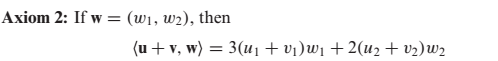 Axiom 2: If w = (w₁, w₂), then
⟨u + v, w⟩ = 3(u₁ + v₁)w₁ + 2(u₂ + v₂)w₂